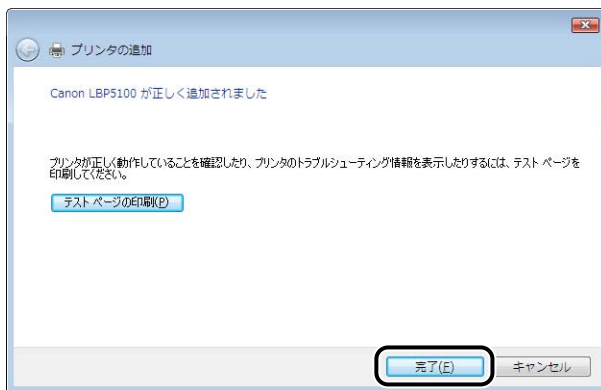 プリンタの追加
Canon LBP5100 が正しく追加されました
プリンタが正しく動作していることを確認したり、プリンタのトラブルシューティング情報を表示したりするには、テスト ページを
印刷してください。
テスト ページの印刷(P)
完了(F)
キャンセル